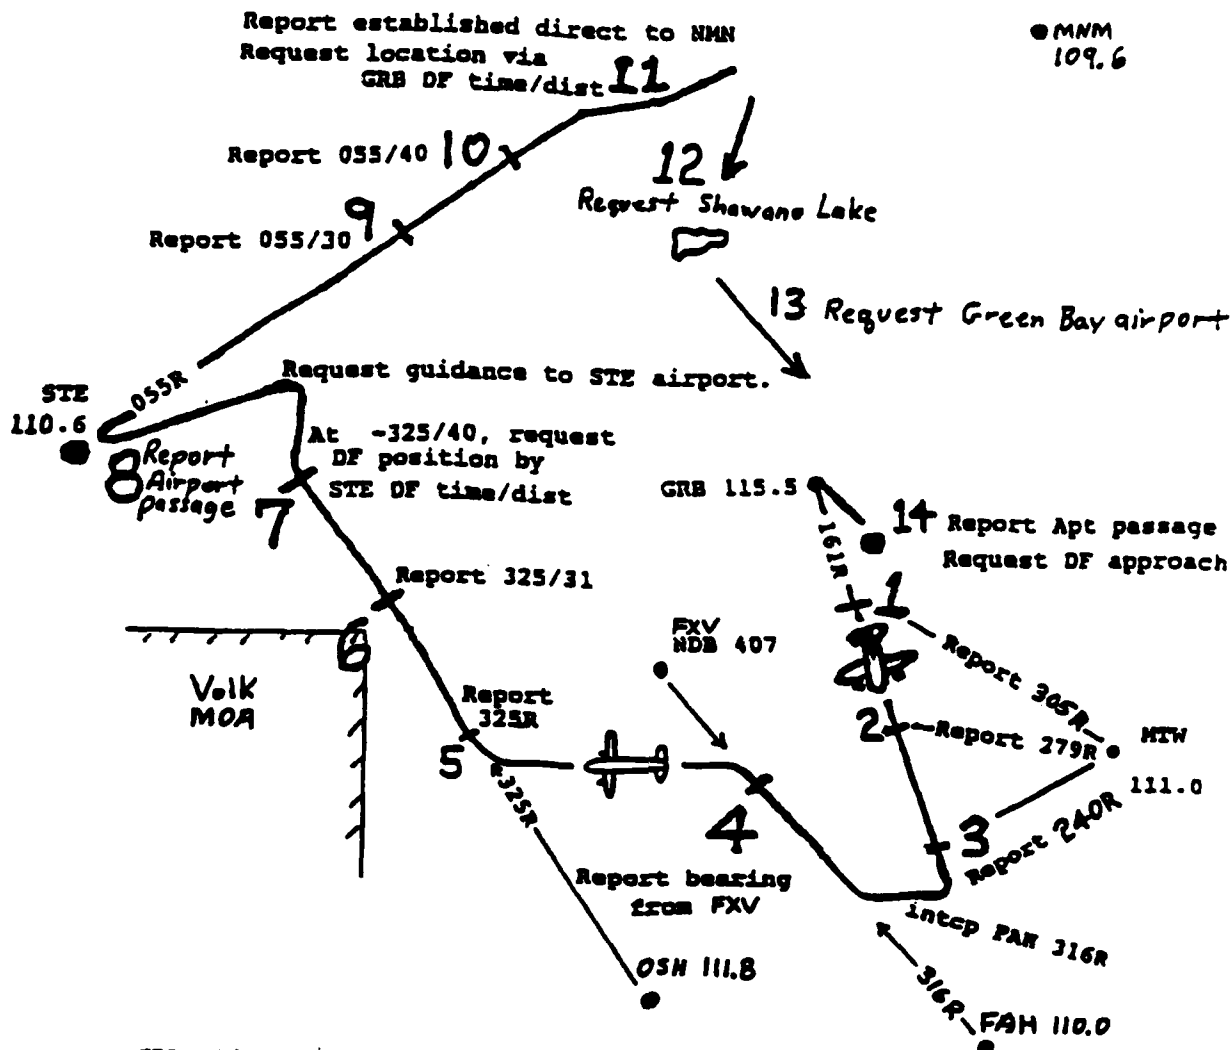 Report established direct to NMN
Request location via
GRB DF time/dist 11
MNM
109.6
Report 055/40 10
12
Request Shawano Lake
9
Report 055/30
13 Request Green Bay airport
055R
Request guidance to STE airport.
STE
110.6
At ~325/40, request
DF position by
STE DF time/dist
8 Report
Airport
passage
7
GRB 115.5
161R
14 Report Apt passage
Request DF approach
1
Report 325/31
6
Volk
MOA
FXV
NDB 407
Report 305R
Report
325R
5
2
Report 279R
MTW
111.0
R325R
4
3
Report 240R
Report bearing
from FXV
intcp FAH 316R
OSH 111.8
316R
FAH 110.0